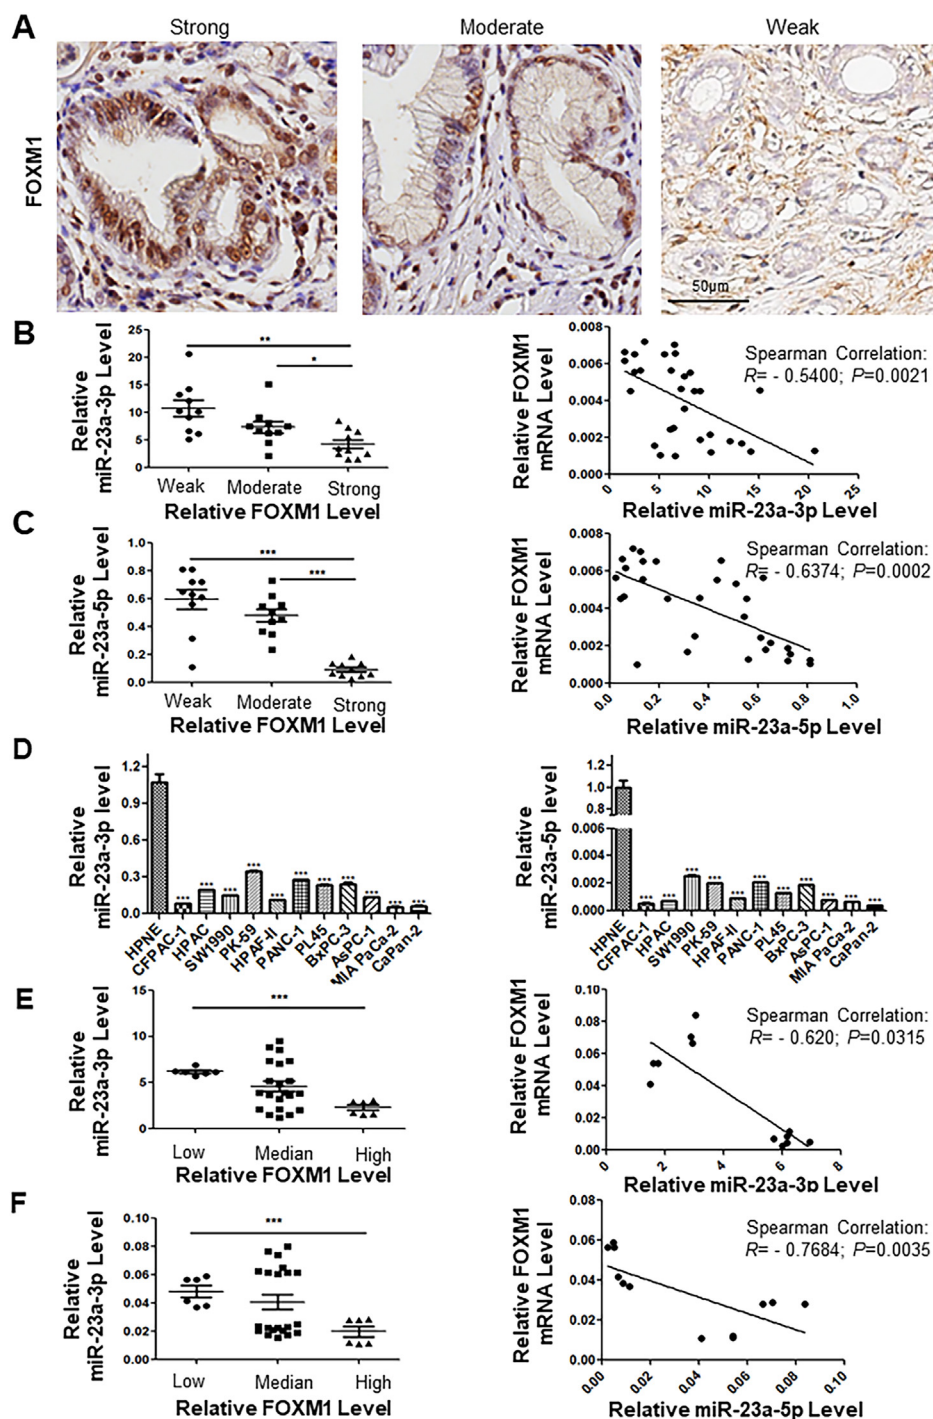 A
Strong Moderate Weak
FOXM1
50μm
B
Relative
miR-23a-3p Level
25
20
15
10
5
0
**
*
Weak Moderate Strong
Relative FOXM1 Level
Relative FOXM1
mRNA Level
0.008
0.006
0.004
0.002
0.000
Spearman Correlation:
R= - 0.5400; P=0.0021
0 5 10 15 20 25
Relative miR-23a-3p Level
C
Relative
miR-23a-5p Level
1.0
0.8
0.6
0.4
0.2
0.0
***
***
Weak Moderate Strong
Relative FOXM1 Level
Relative FOXM1
mRNA Level
0.008
0.006
0.004
0.002
0.000
Spearman Correlation:
R= - 0.6374; P=0.0002
0.0 0.2 0.4 0.6 0.8 1.0
Relative miR-23a-5p Level
D
Relative
miR-23a-3p level
1.2
0.9
0.6
0.3
0.0
*** *** *** *** *** *** *** *** *** *** ***
HPNE CFPAC-1 HPAC SW1990 PK-59 HPAF-II PANC-1 PL45 BxPC-3 AsPC-1 MIA PaCa-2 CaPan-2
Relative
miR-23a-5p level
1.2
1.0
0.8
0.006
0.004
0.002
0.000
*** *** *** *** *** *** *** *** *** *** ***
HPNE CFPAC-1 HPAC SW1990 PK-59 HPAF-II PANC-1 PL45 BxPC-3 AsPC-1 MIA PaCa-2 CaPan-2
E
Relative
miR-23a-3p Level
15
10
5
0
***
Low Median High
Relative FOXM1 Level
Relative FOXM1
mRNA Level
0.10
0.08
0.06
0.04
0.02
0.00
Spearman Correlation:
R= - 0.620; P=0.0315
0 2 4 6 8
Relative miR-23a-3p Level
F
Relative
miR-23a-3p Level
0.10
0.08
0.06
0.04
0.02
0.00
***
Low Median High
Relative FOXM1 Level
Relative FOXM1
mRNA Level
0.08
0.06
0.04
0.02
0.00
Spearman Correlation:
R= - 0.7684; P=0.0035
0.00 0.02 0.04 0.06 0.08 0.10
Relative miR-23a-5p Level